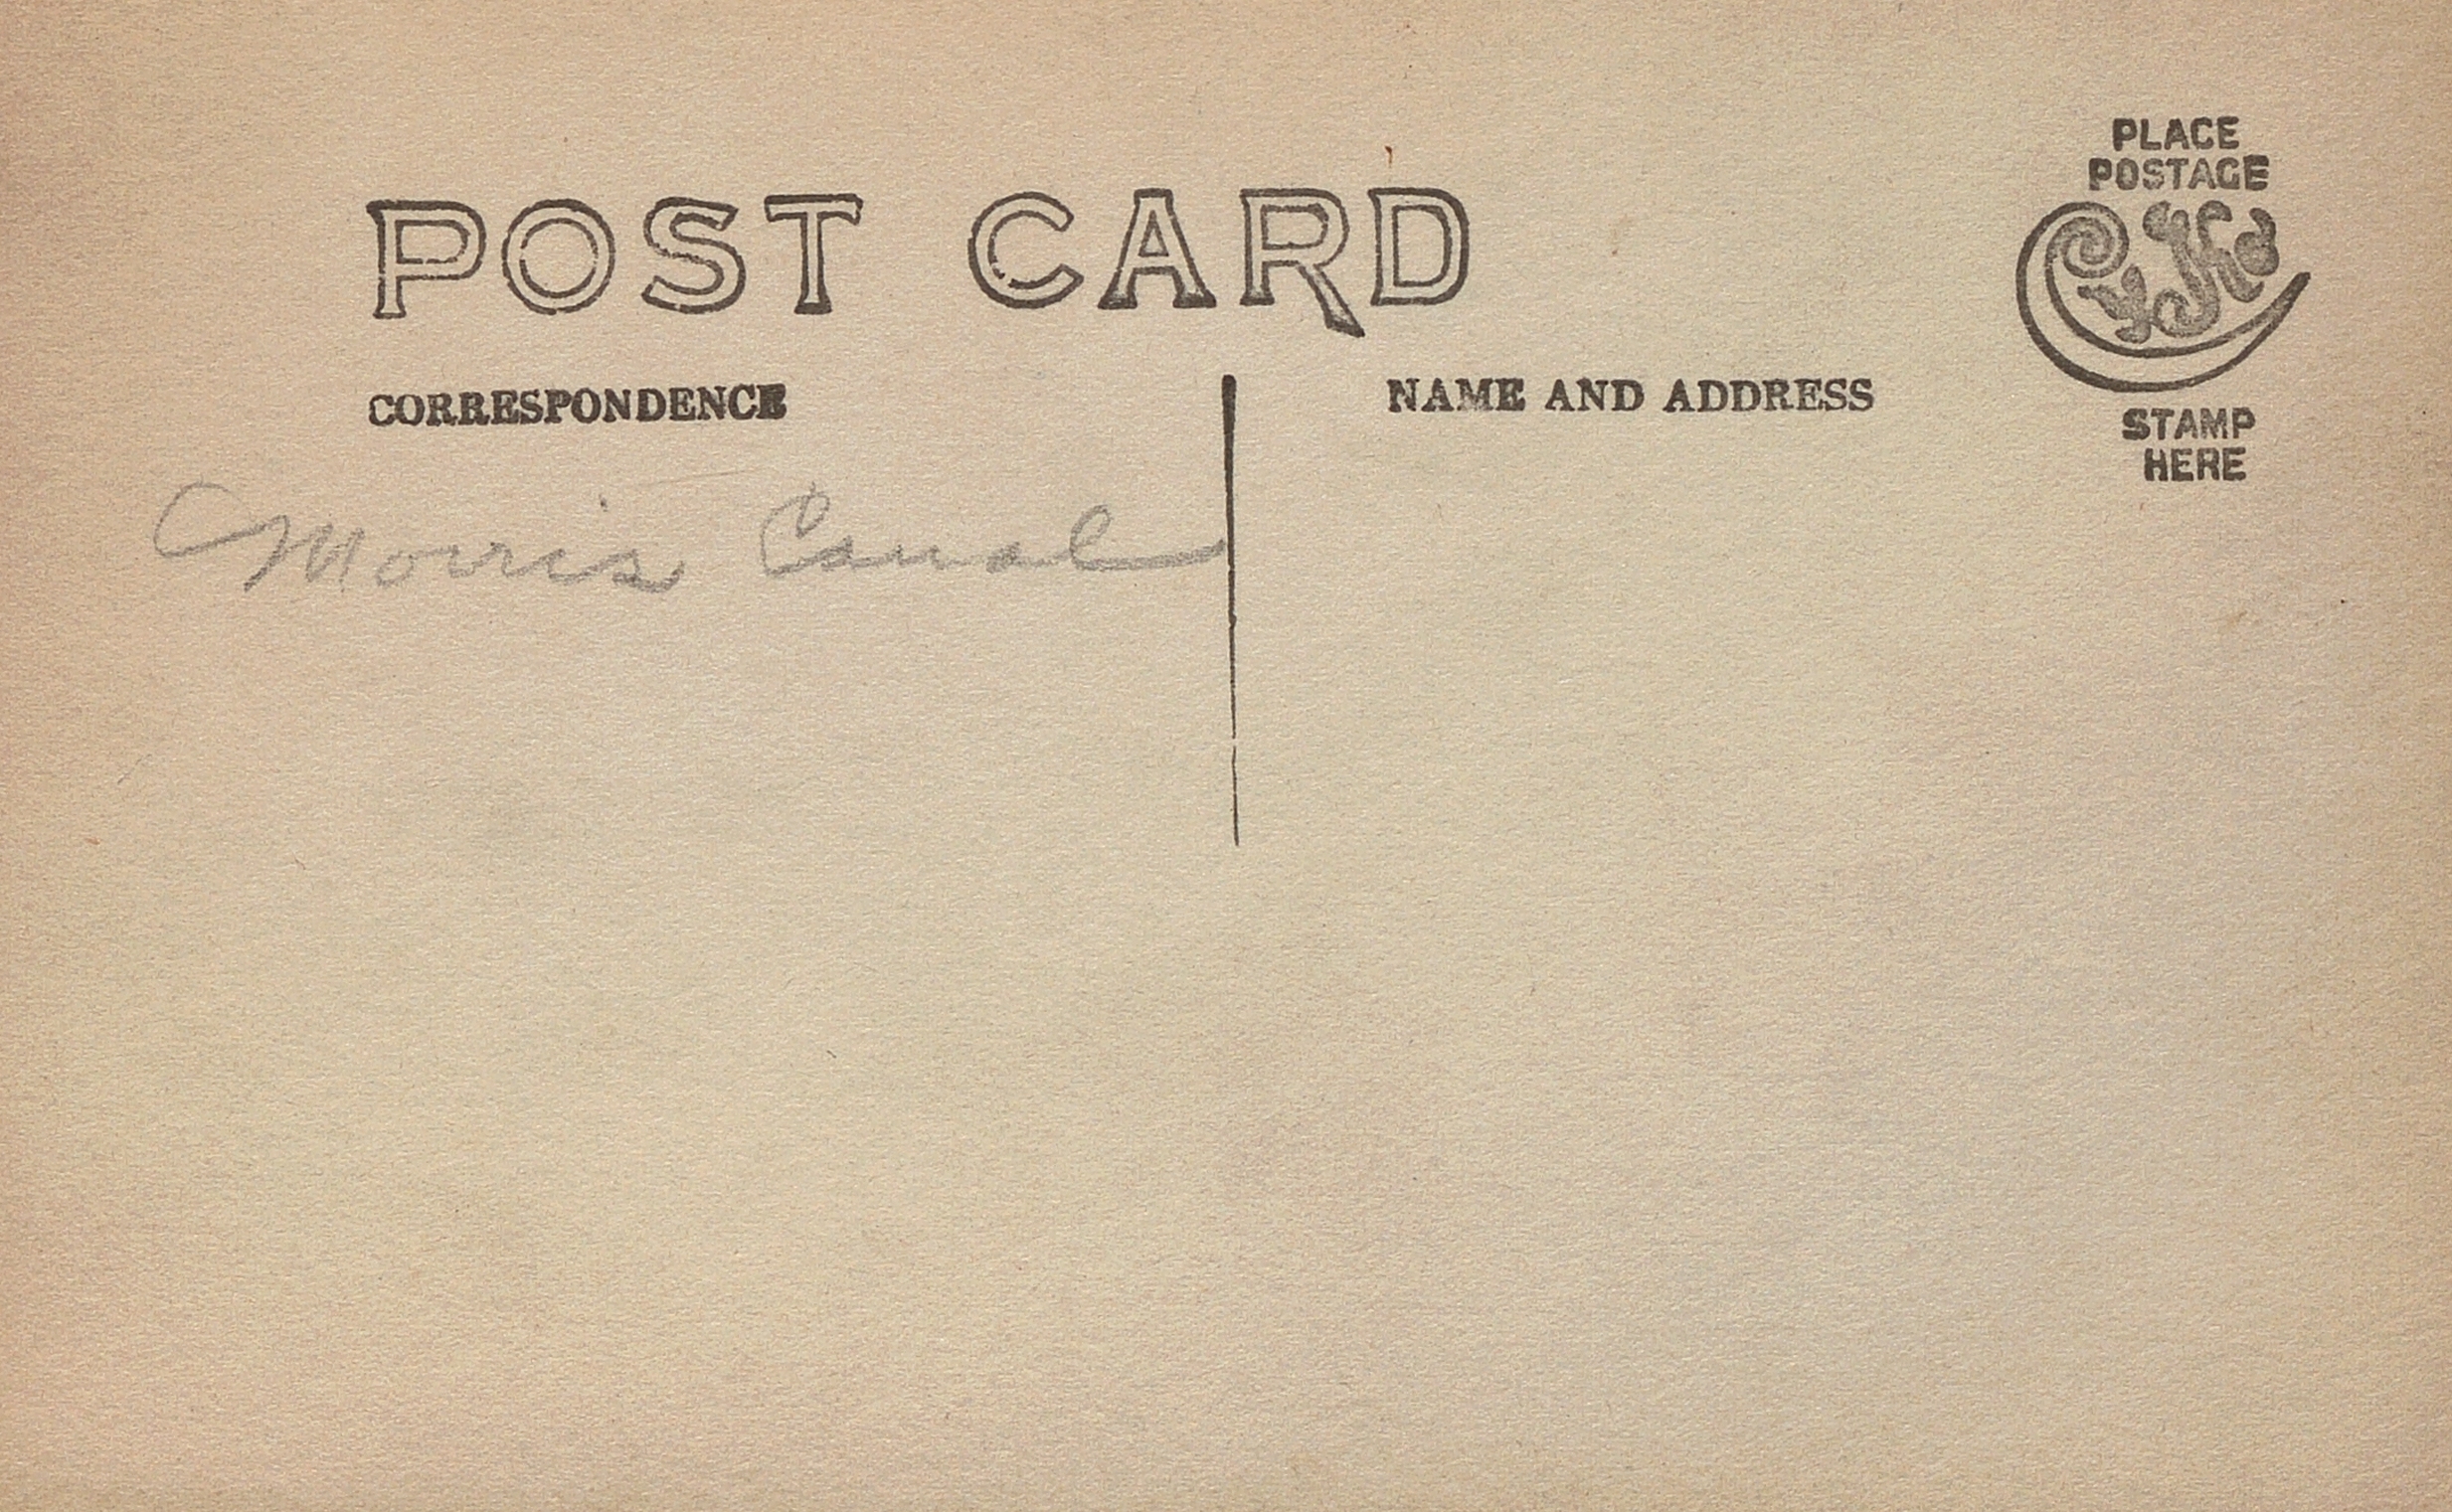 POST CARD
PLACE
POSTAGE
STAMP
HERE
CORRESPONDENCE
NAME AND ADDRESS
Morris Canal